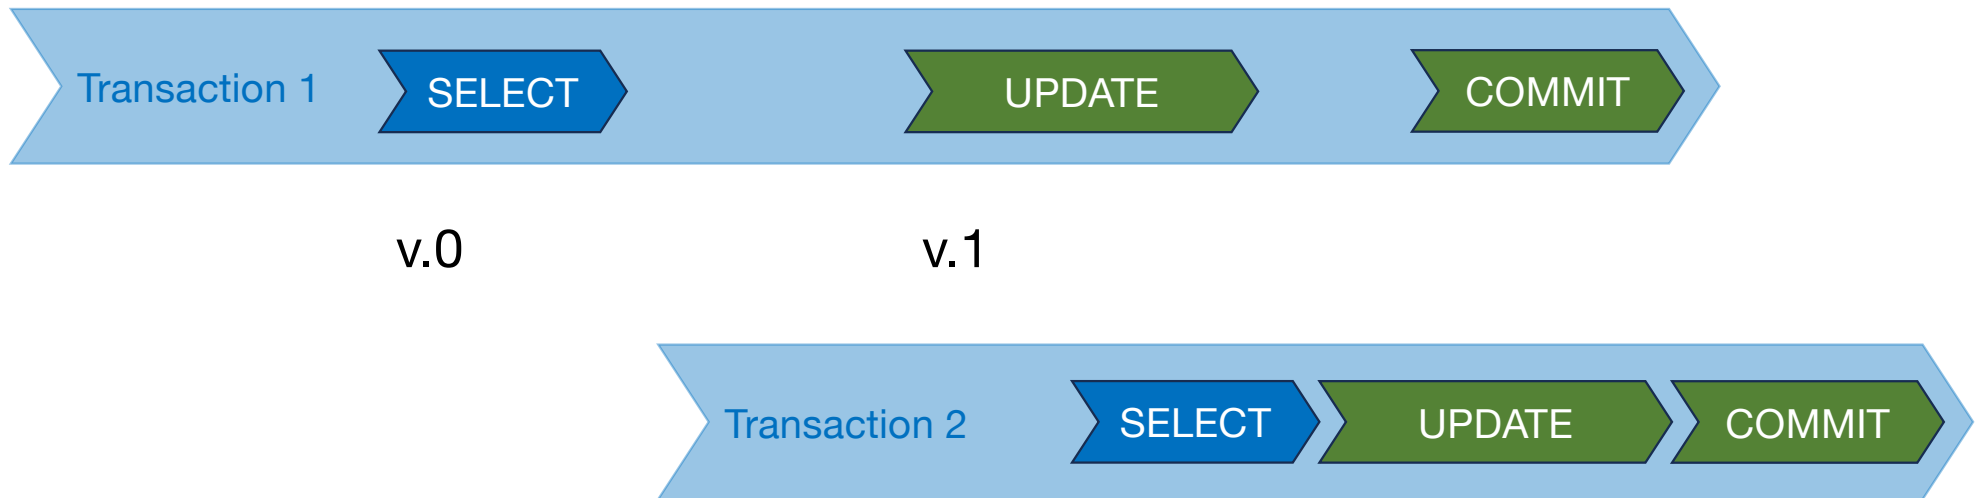 Transaction 1 SELECT UPDATE COMMIT
v.0 v.1
Transaction 2 SELECT UPDATE COMMIT